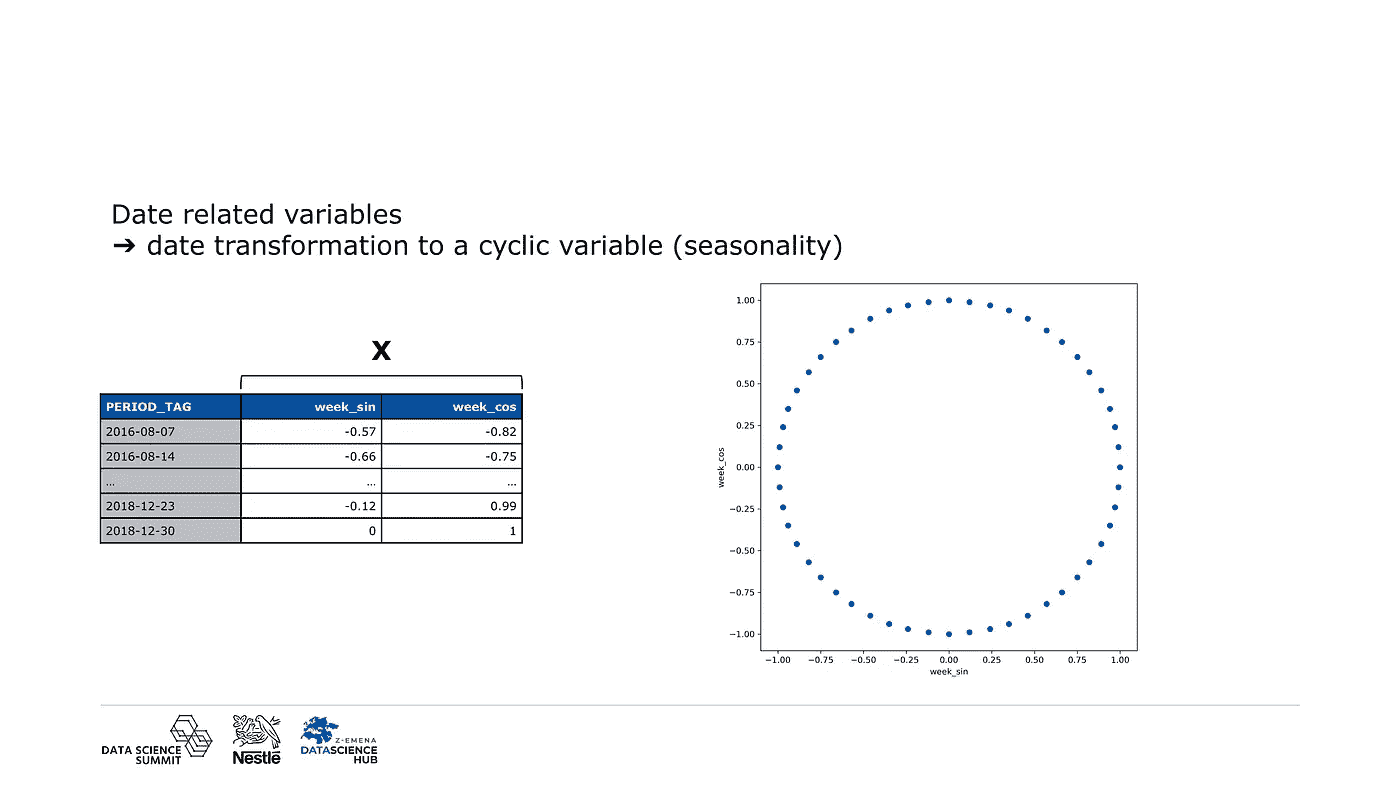 Date related variables
➔ date transformation to a cyclic variable (seasonality)
X
PERIOD_TAG week_sin week_cos
2016-08-07 -0.57 -0.82
2016-08-14 -0.66 -0.75
... ... ...
2018-12-23 -0.12 0.99
2018-12-30 0 1
1.00
0.75
0.50
0.25
0.00
−0.25
−0.50
−0.75
−1.00
week_cos
−1.00 −0.75 −0.50 −0.25 0.00 0.25 0.50 0.75 1.00
week_sin
DATA SCIENCE
SUMMIT
Nestlé
Z-EMENA
DATASCIENCE
HUB